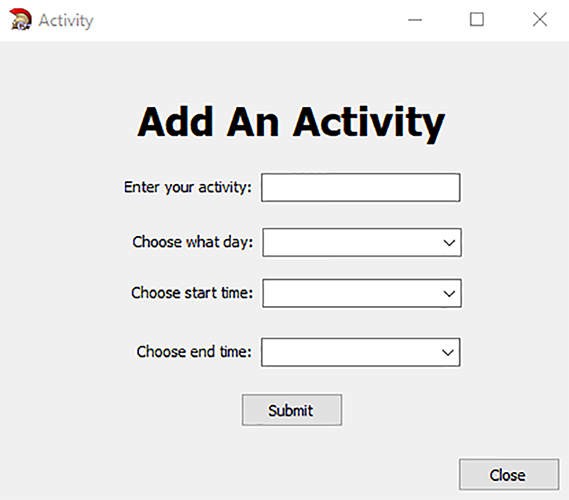 Activity
Add An Activity
Enter your activity:
Choose what day:
Choose start time:
Choose end time:
Submit
Close